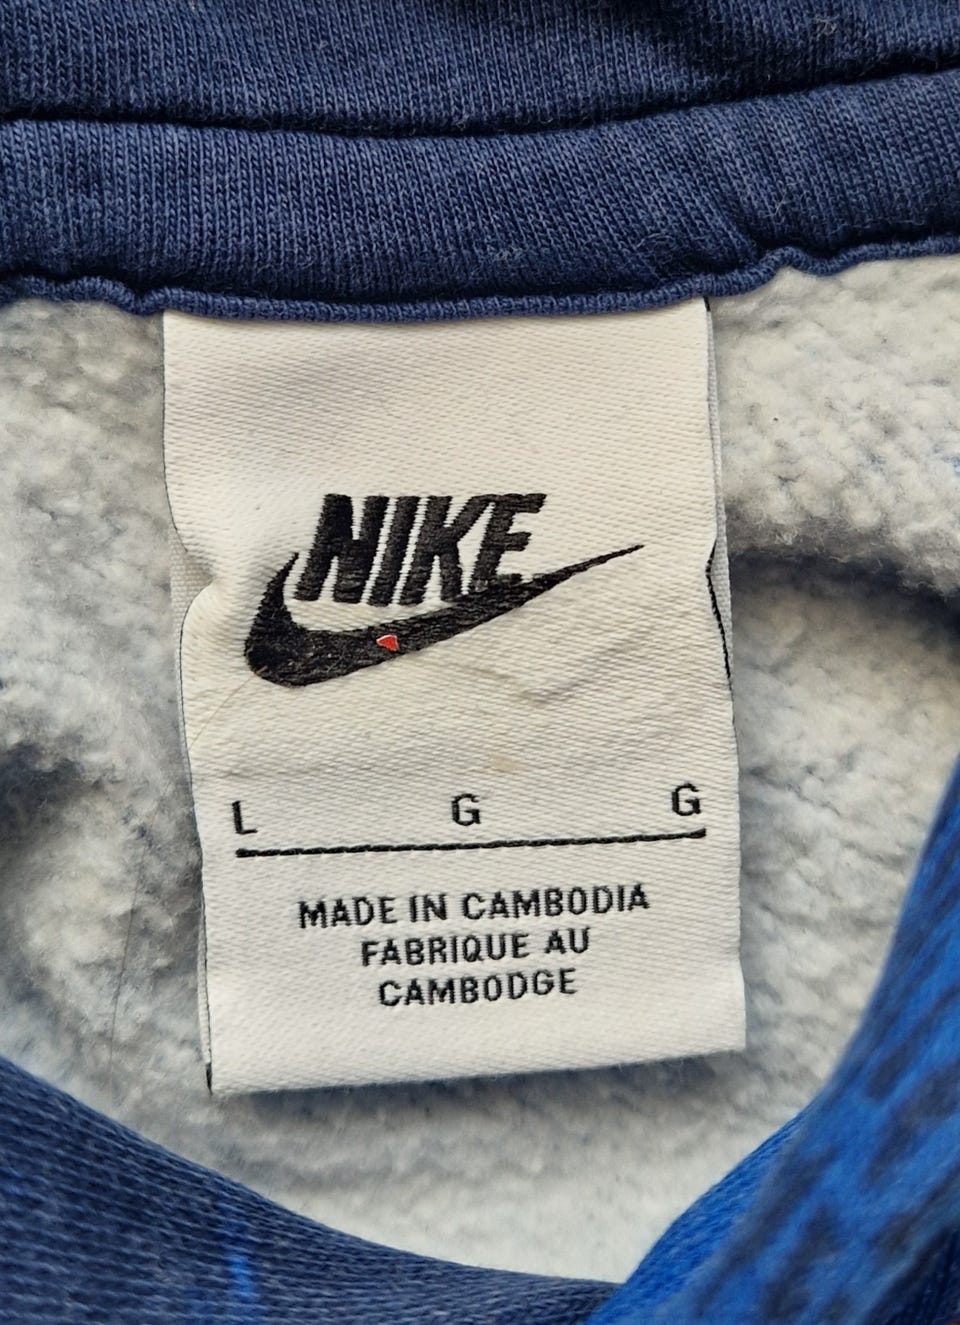 NIKE
L G G
MADE IN CAMBODIA
FABRIQUE AU
CAMBODGE